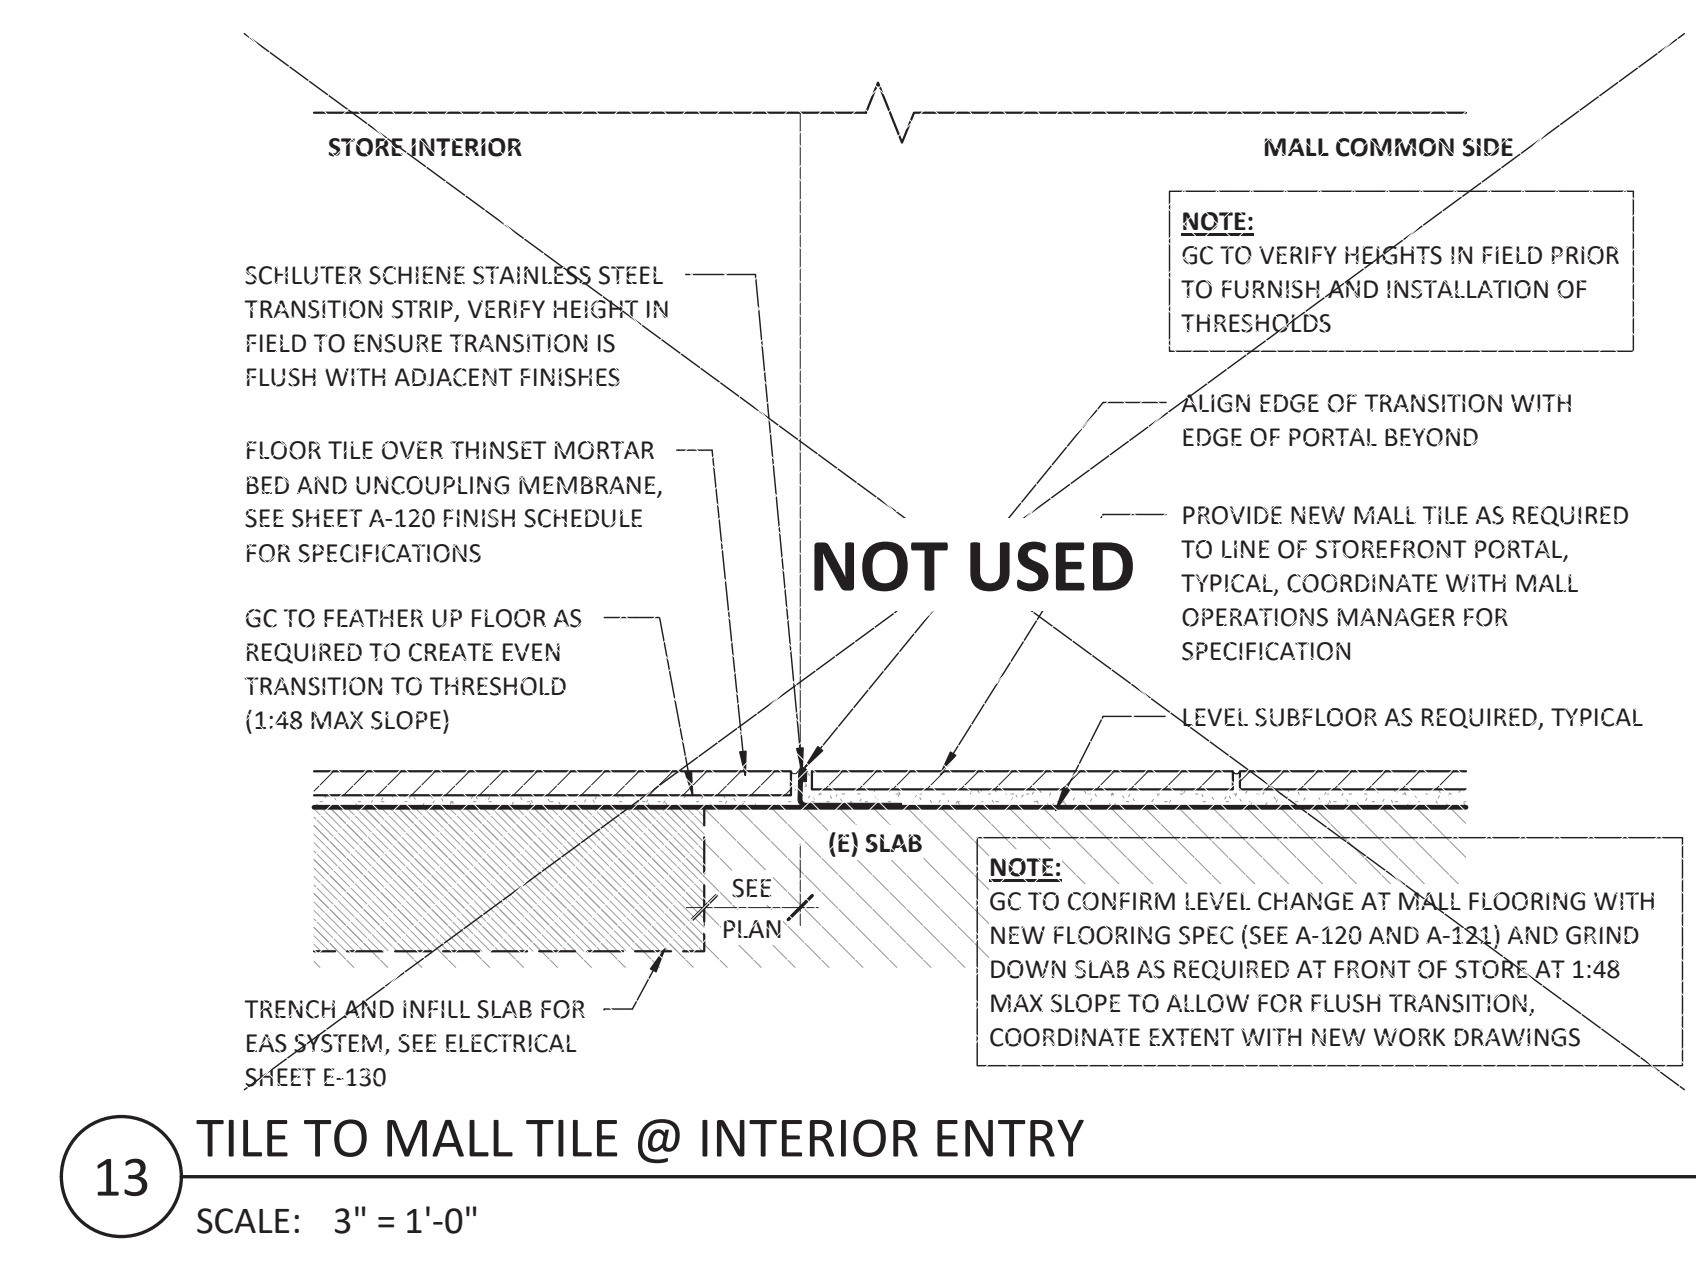 STORE INTERIOR
MALL COMMON SIDE
NOTE:
GC TO VERIFY HEIGHTS IN FIELD PRIOR
TO FURNISH AND INSTALLATION OF
THRESHOLDS
SCHLUTER SCHIENE STAINLESS STEEL
TRANSITION STRIP, VERIFY HEIGHT IN
FIELD TO ENSURE TRANSITION IS
FLUSH WITH ADJACENT FINISHES
ALIGN EDGE OF TRANSITION WITH
EDGE OF PORTAL BEYOND
FLOOR TILE OVER THINSET MORTAR
BED AND UNCOUPLING MEMBRANE,
SEE SHEET A-120 FINISH SCHEDULE
FOR SPECIFICATIONS
NOT USED
PROVIDE NEW MALL TILE AS REQUIRED
TO LINE OF STOREFRONT PORTAL,
TYPICAL, COORDINATE WITH MALL
OPERATIONS MANAGER FOR
SPECIFICATION
GC TO FEATHER UP FLOOR AS
REQUIRED TO CREATE EVEN
TRANSITION TO THRESHOLD
(1:48 MAX SLOPE)
LEVEL SUBFLOOR AS REQUIRED, TYPICAL
(E) SLAB
SEE
PLAN
NOTE:
GC TO CONFIRM LEVEL CHANGE AT MALL FLOORING WITH
NEW FLOORING SPEC (SEE A-120 AND A-121) AND GRIND
DOWN SLAB AS REQUIRED AT FRONT OF STORE AT 1:48
MAX SLOPE TO ALLOW FOR FLUSH TRANSITION,
COORDINATE EXTENT WITH NEW WORK DRAWINGS
TRENCH AND INFILL SLAB FOR
EAS SYSTEM, SEE ELECTRICAL
SHEET E-130
13
TILE TO MALL TILE @ INTERIOR ENTRY
SCALE: 3" = 1'-0"